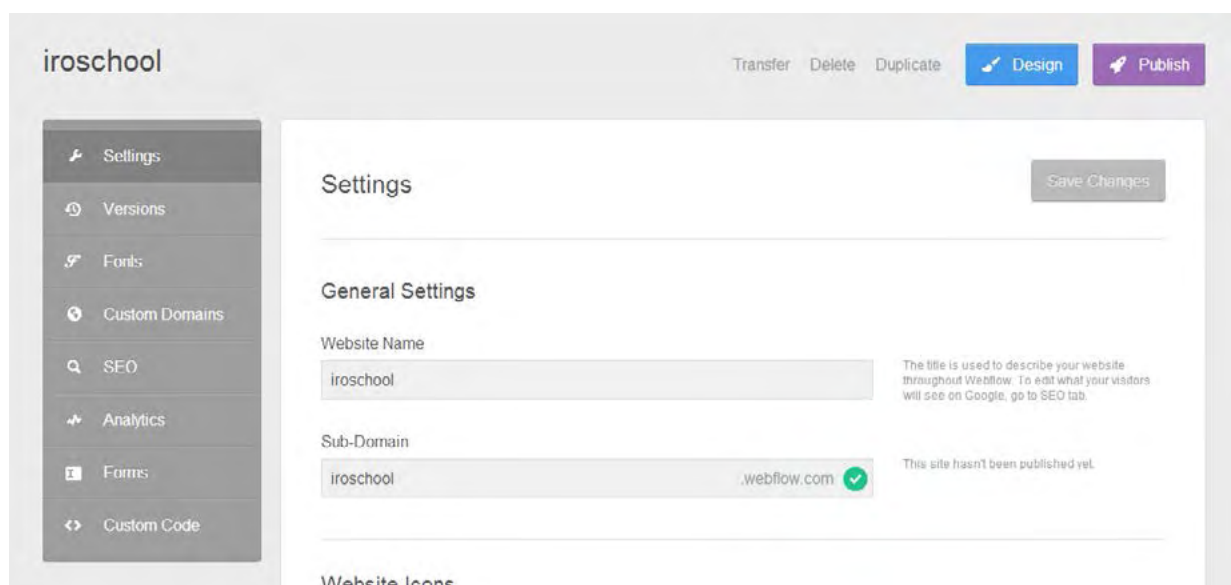 iroschool
Transfer Delete Duplicate Design Publish
Settings
Versions
Fonts
Custom Domains
SEO
Analytics
Forms
Custom Code
Settings
Save Changes
General Settings
Website Name
iroschool
The title is used to describe your website
throughout Webflow. To edit what your visitors
will see on Google, go to SEO tab.
Sub-Domain
iroschool .webflow.com
This site hasn't been published yet.
Website Icons